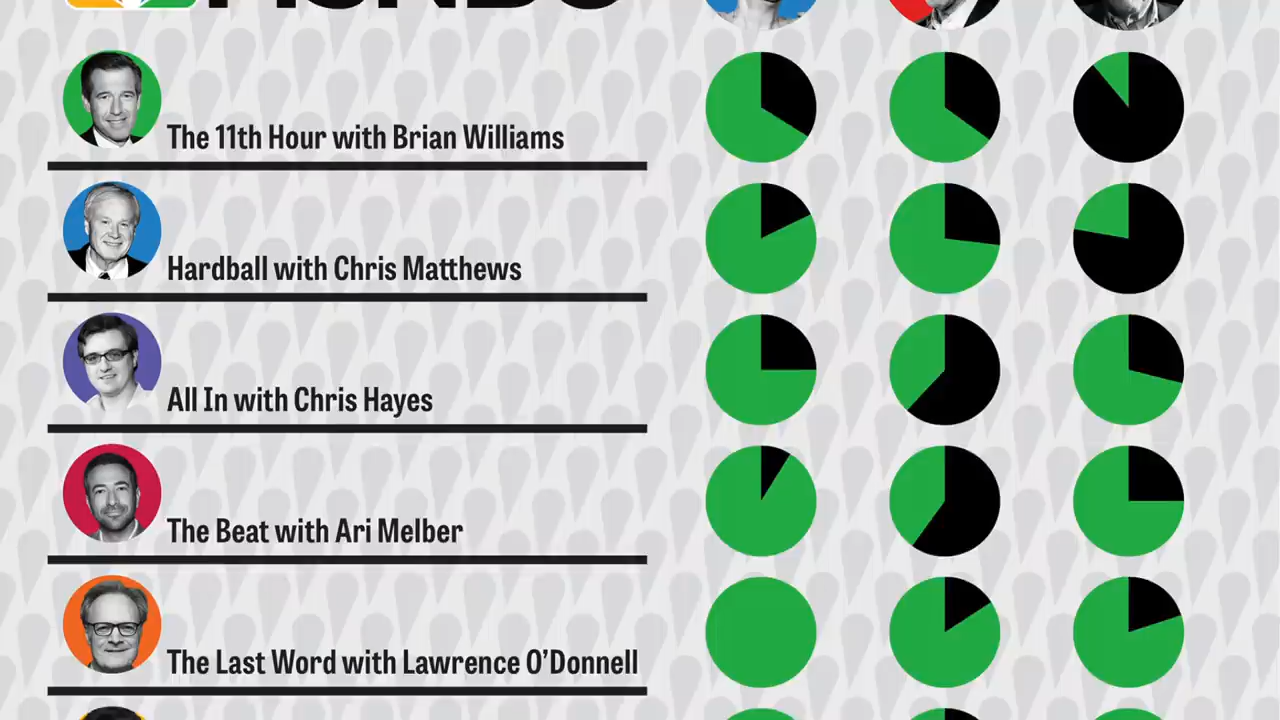 The 11th Hour with Brian Williams
Hardball with Chris Matthews
All In with Chris Hayes
The Beat with Ari Melber
The Last Word with Lawrence O'Donnell